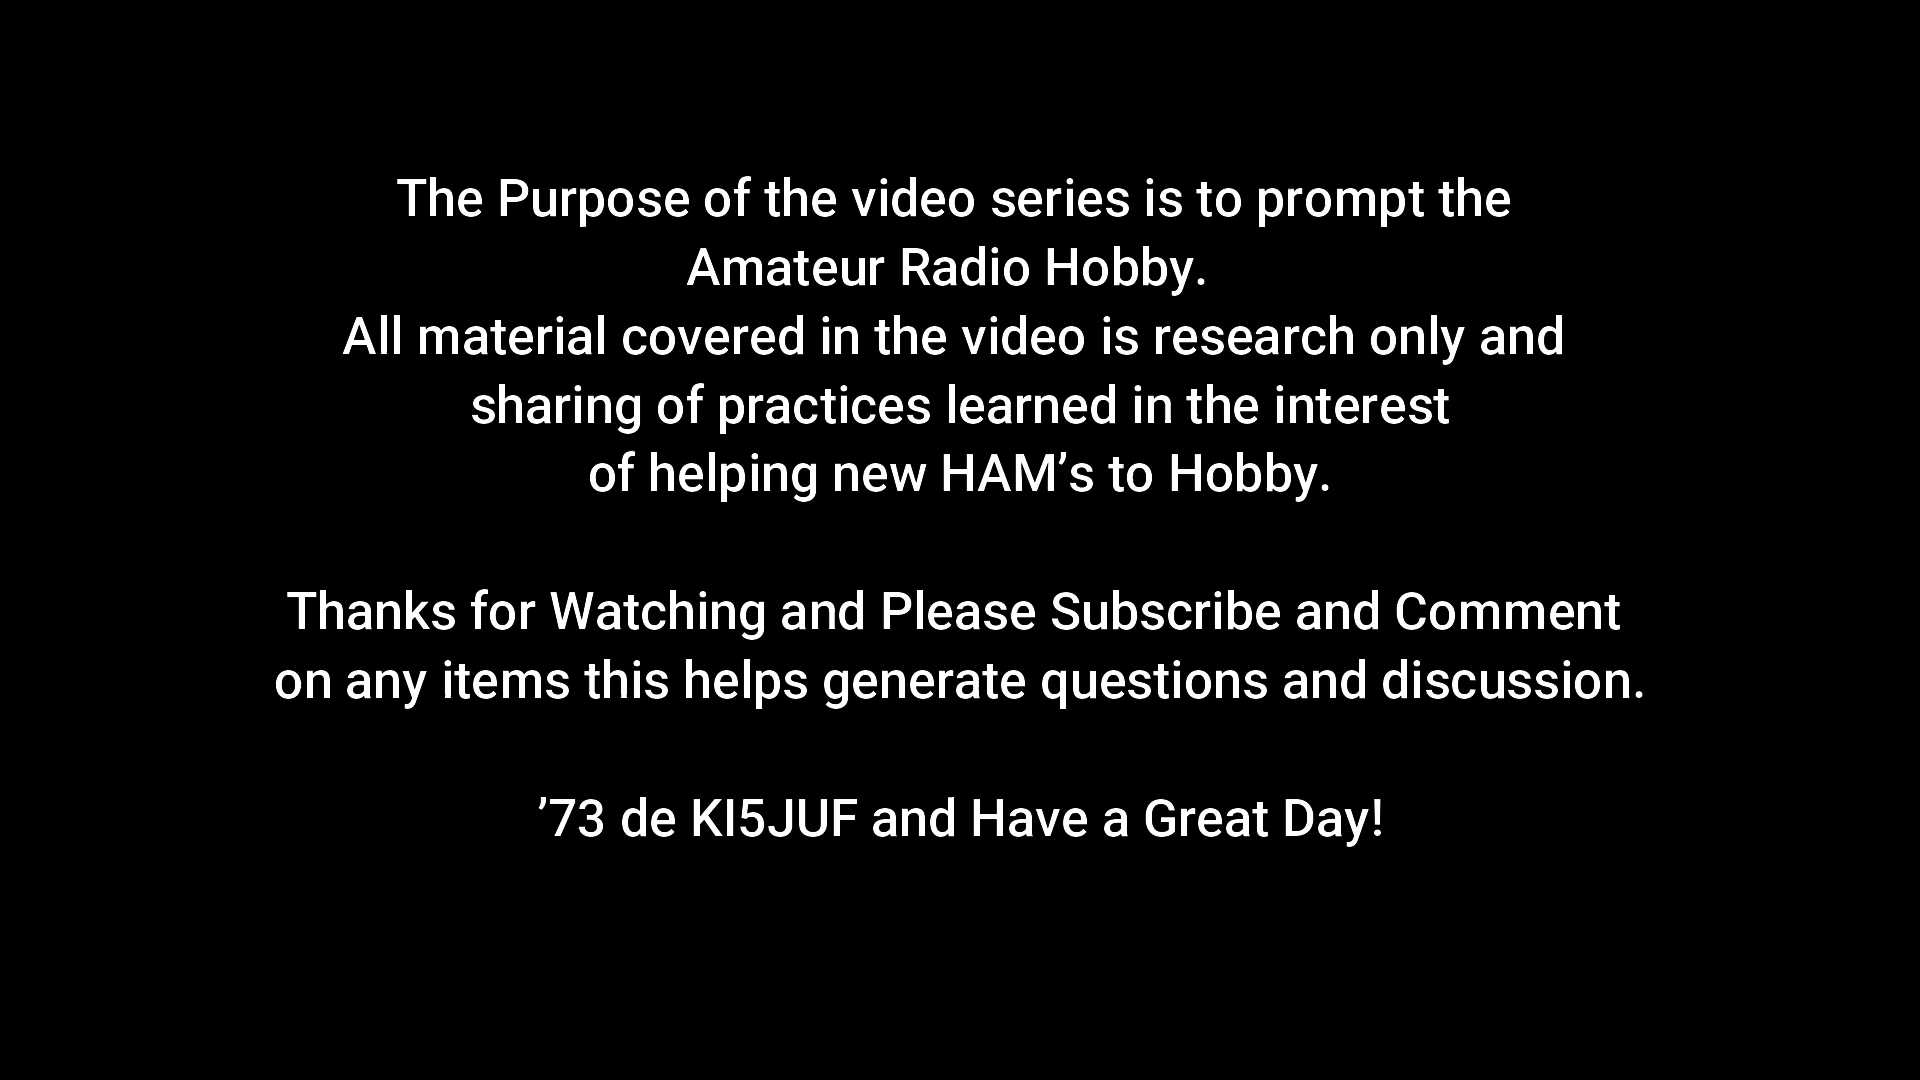 The Purpose of the video series is to prompt the
Amateur Radio Hobby.
All material covered in the video is research only and
sharing of practices learned in the interest
of helping new HAM’s to Hobby.
Thanks for Watching and Please Subscribe and Comment
on any items this helps generate questions and discussion.
’73 de KI5JUF and Have a Great Day!